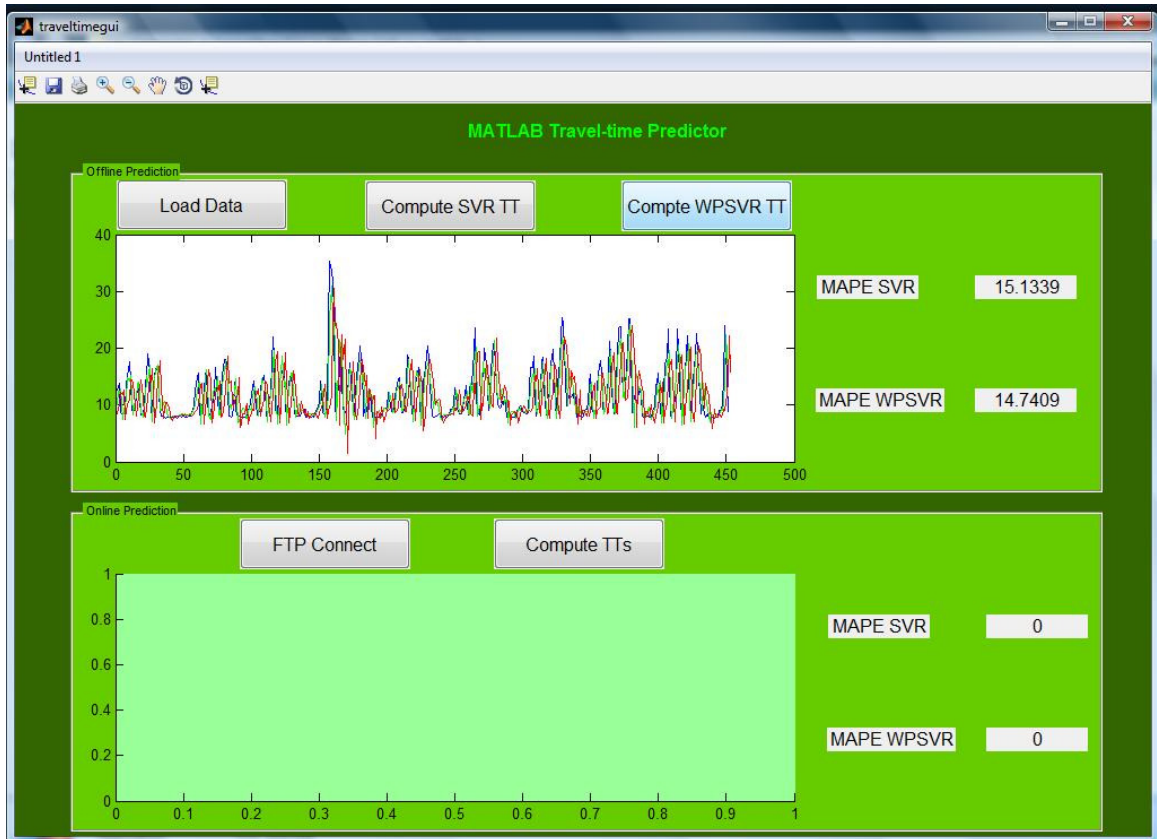 traveltimegui
Untitled 1
MATLAB Travel-time Predictor
Offline Prediction
Load Data
Compute SVR TT
Compte WPSVR TT
40
30
20
10
0
0 50 100 150 200 250 300 350 400 450 500
MAPE SVR 15.1339
MAPE WPSVR 14.7409
Online Prediction
FTP Connect
Compute TTs
1
0.8
0.6
0.4
0.2
0
0 0.1 0.2 0.3 0.4 0.5 0.6 0.7 0.8 0.9 1
MAPE SVR 0
MAPE WPSVR 0